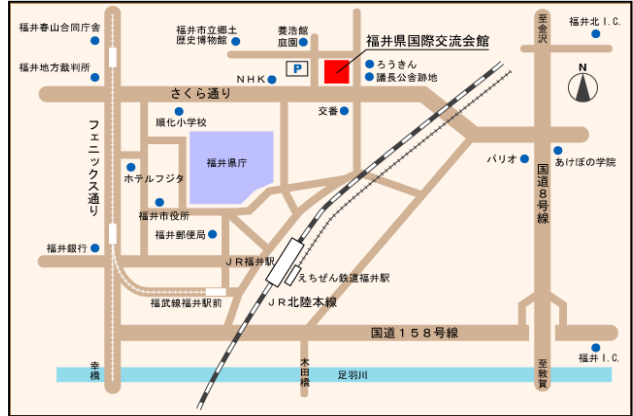 福井春山合同庁舎
福井市立郷土
歴史博物館
養浩館
庭園
福井県国際交流会館
至金沢
福井北I.C.
福井地方裁判所
NHK
P
ろうきん
議長公舎跡地
N
さくら通り
順化小学校
交番
フェニックス通り
福井県庁
バリオ
あけぼの学院
国道8号線
ホテルフジタ
福井市役所
福井郵便局
福井銀行
JR福井駅
えちぜん鉄道福井駅
福武線福井駅前
JR北陸本線
国道158号線
幸橋
木田橋
足羽川
至敦賀
福井I.C.